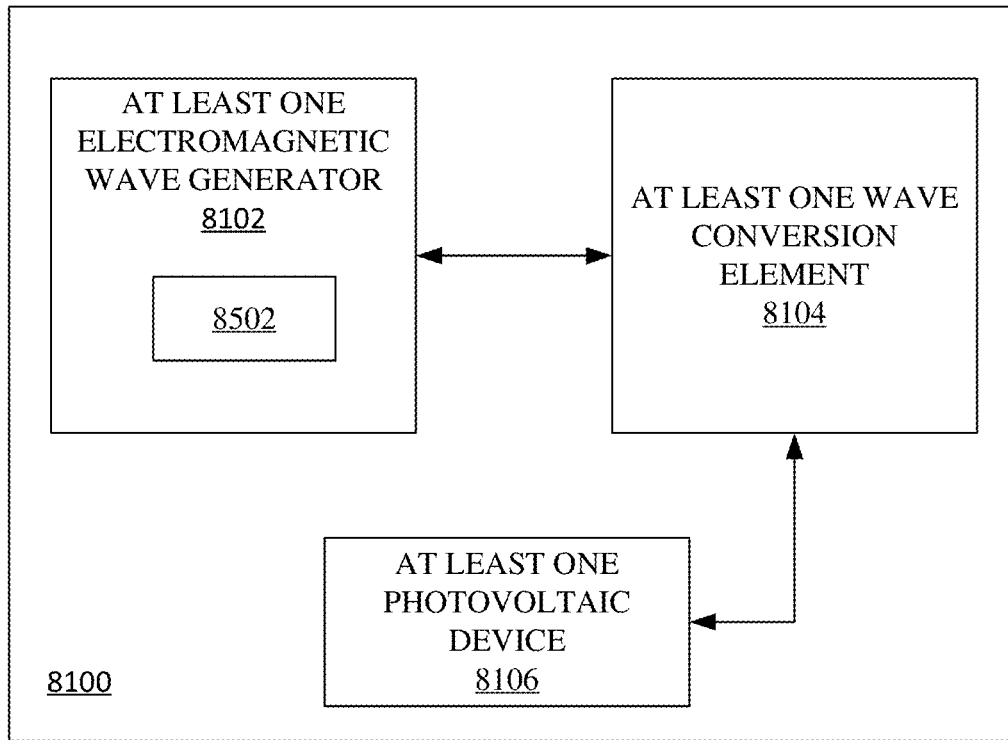 AT LEAST ONE
ELECTROMAGNETIC
WAVE GENERATOR
8102
8502
AT LEAST ONE WAVE
CONVERSION
ELEMENT
8104
AT LEAST ONE
PHOTOVOLTAIC
DEVICE
8106
8100